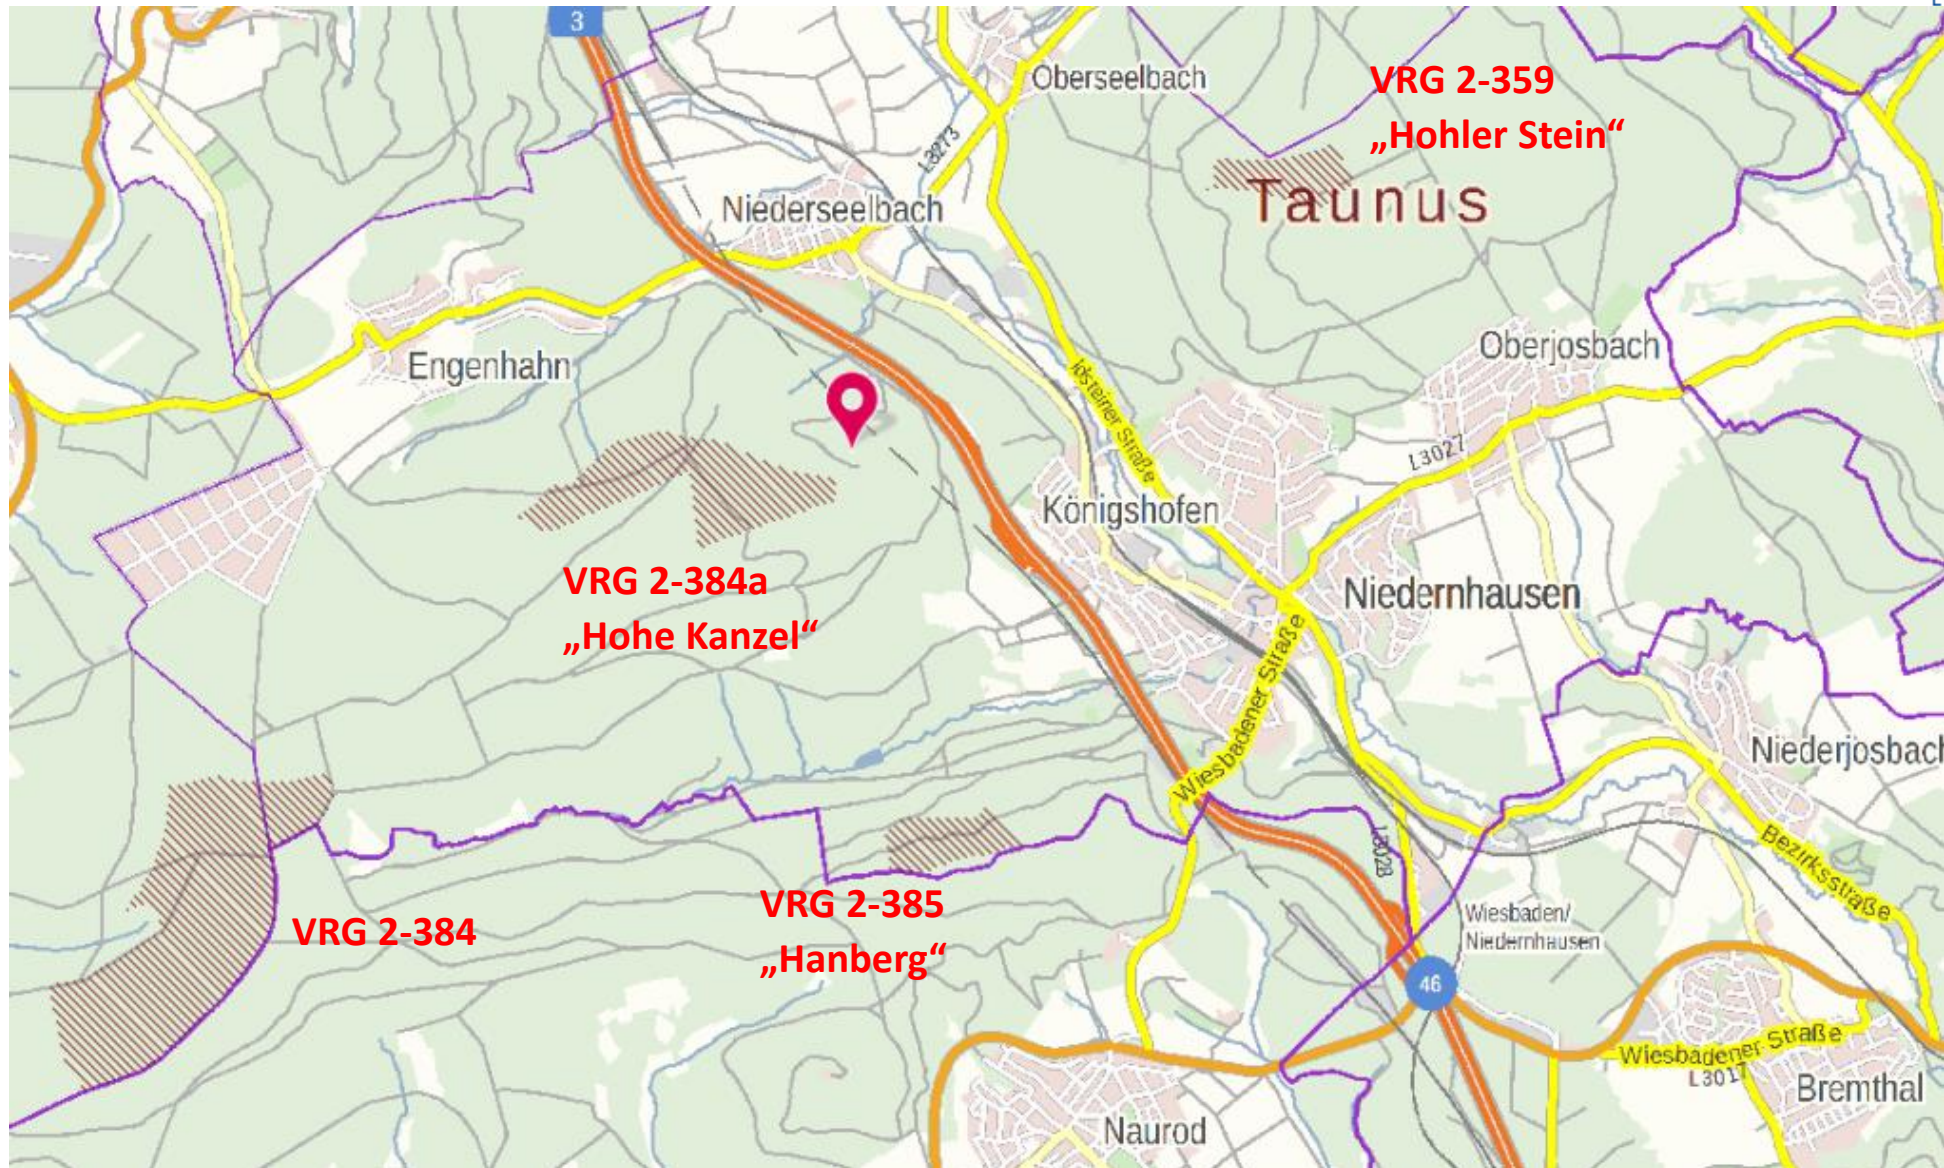 3
Oberseelbach
VRG 2-359
„Hohler Stein“
L3273
Taunus
Niederseelbach
Engenhahn
Oberjosbach
Idsteiner Straße
L3027
Königshofen
VRG 2-384a
„Hohe Kanzel“
Niedernhausen
Wiesbadener Straße
Niederjosbach
L3028
Bezirksstraße
VRG 2-385
„Hanberg“
VRG 2-384
Wiesbaden/
Niedernhausen
46
Wiesbadener Straße
L3017
Bremthal
Naurod